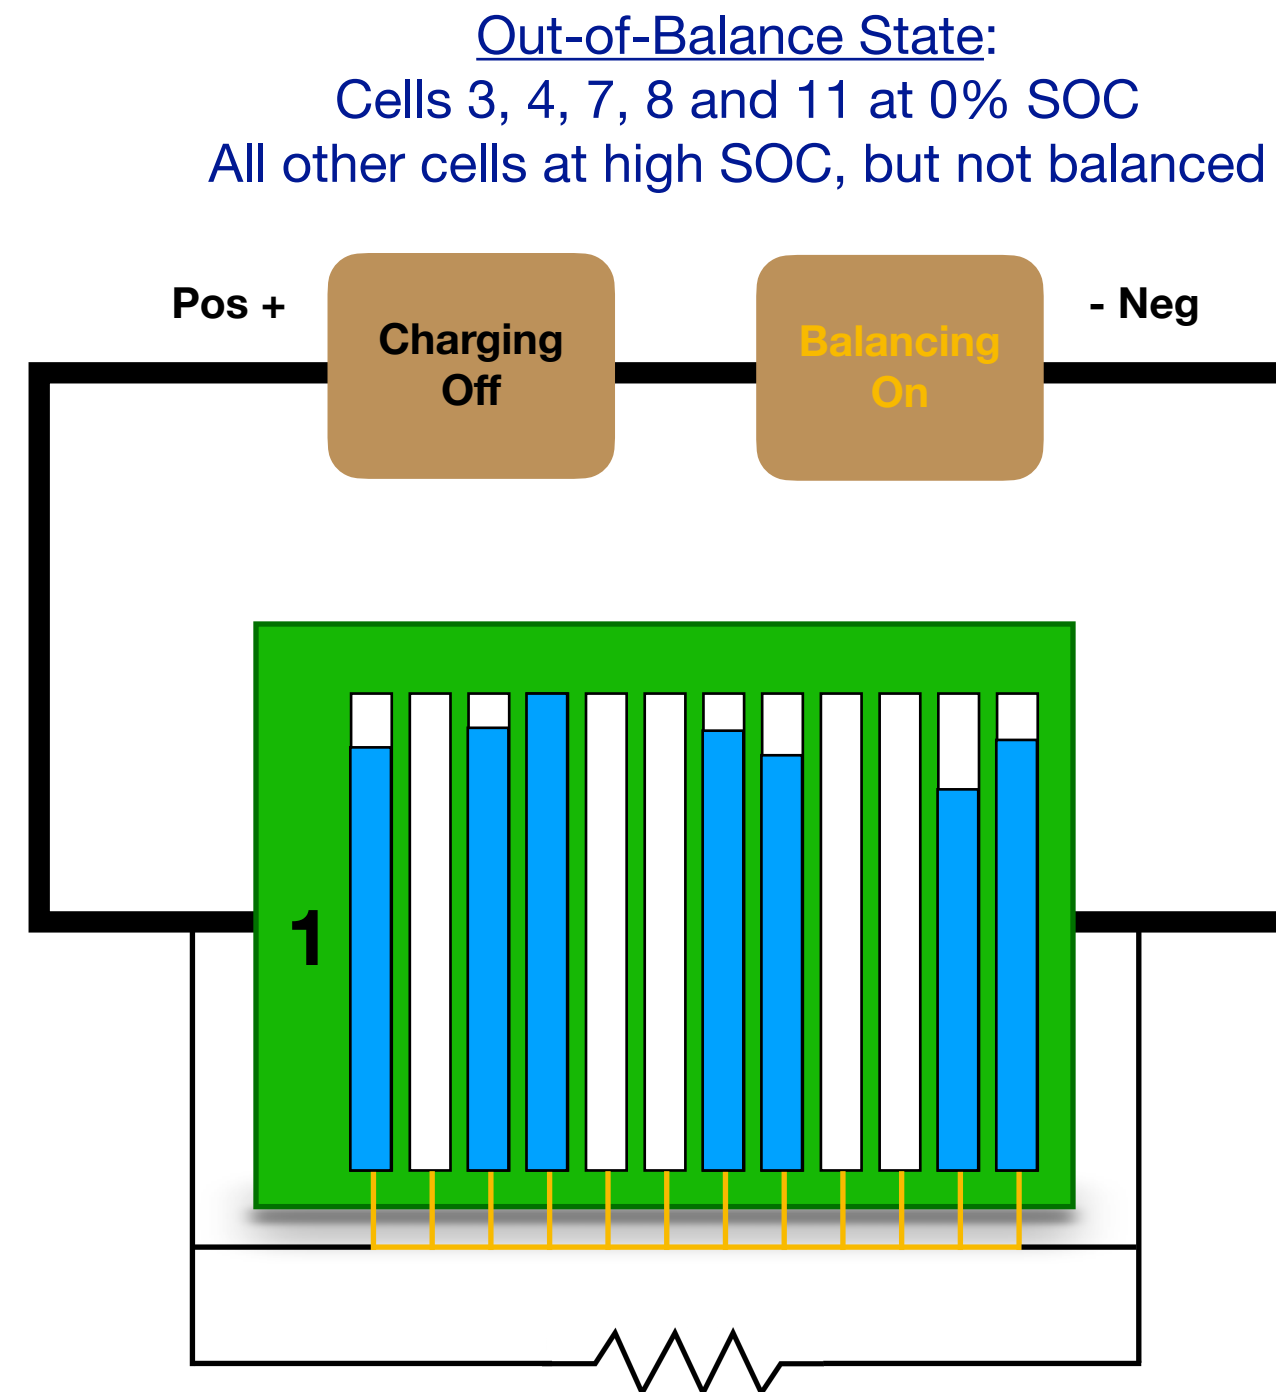 Out-of-Balance State:
Cells 3, 4, 7, 8 and 11 at 0% SOC
All other cells at high SOC, but not balanced
Pos +
Charging
Off
Balancing
On
- Neg
1